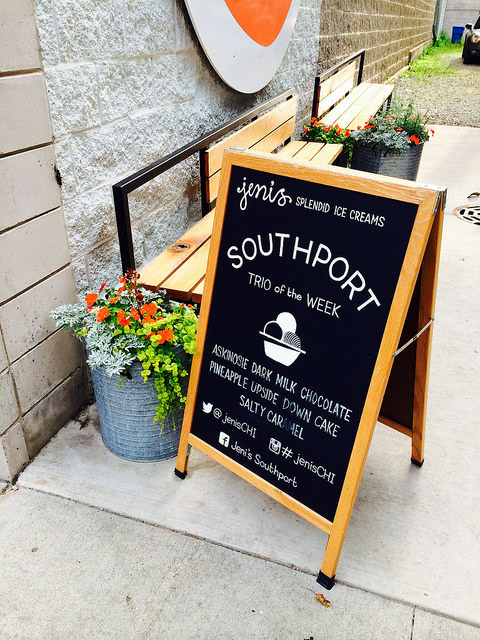 jenis SPLENDID ICE CREAMS
SOUTHPORT
TRIO of the WEEK
ASKINOSIE DARK MILK CHOCOLATE
PINEAPPLE UPSIDE DOWN CAKE
SALTY CARAMEL
@jenisCHI #jenisCHI
Jeni's Southport